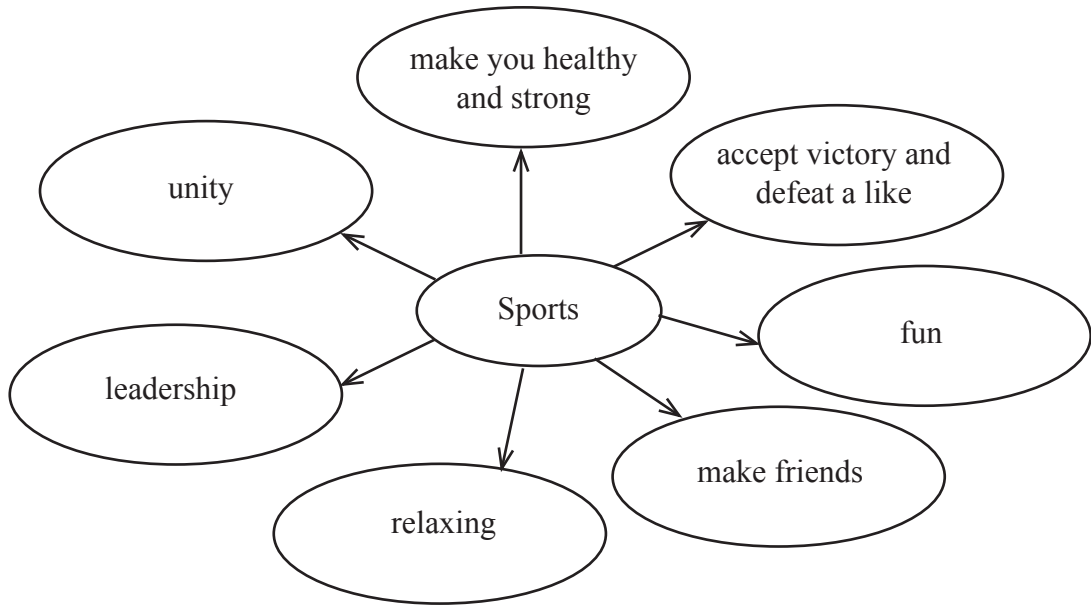 make you healthy
and strong
accept victory and
defeat a like
unity
Sports
fun
leadership
make friends
relaxing